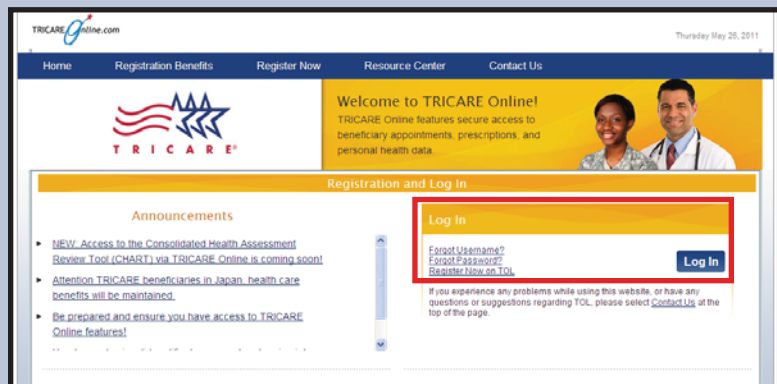 TRICARE Online.com
Thursday May 26, 2011
Home Registration Benefits Register Now Resource Center Contact Us
TRICARE®
Welcome to TRICARE Online!
TRICARE Online features secure access to
beneficiary appointments, prescriptions, and
personal health data.
Registration and Log In
Announcements
NEW: Access to the Consolidated Health Assessment
Review Tool (CHART) via TRICARE Online is coming soon!
Attention TRICARE beneficiaries in Japan, health care
benefits will be maintained.
Be prepared and ensure you have access to TRICARE
Online features!
Log In
Forgot Username?
Forgot Password?
Register Now on TOL
Log In
If you experience any problems while using this website, or have any
questions or suggestions regarding TOL, please select Contact Us at the
top of the page.